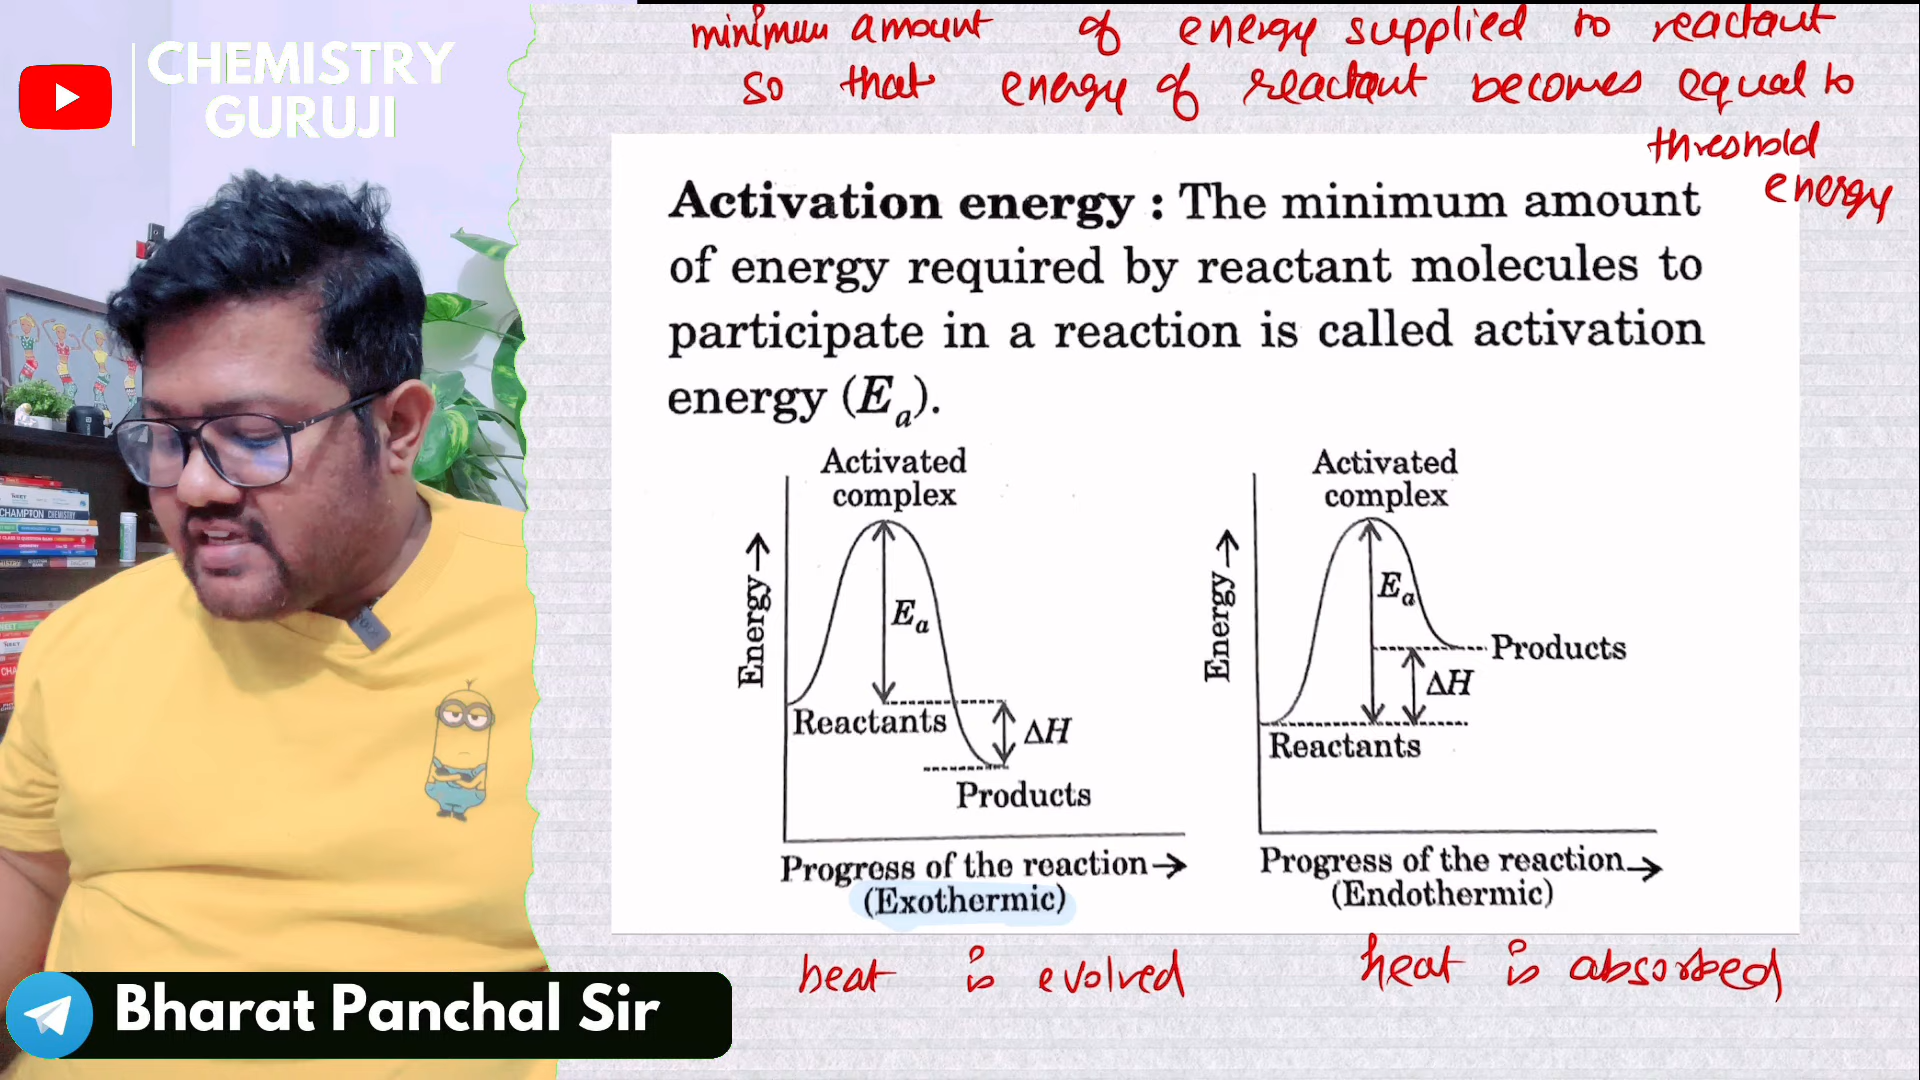 CHEMISTRY
GURUJI
minimum amount of energy supplied to reactant
so that energy of reactant becomes equal to
threshold
energy
Activation energy : The minimum amount
of energy required by reactant molecules to
participate in a reaction is called activation
energy (Eₐ).
Activated
complex
Energy→
Eₐ
Reactants
ΔH
Products
Progress of the reaction→
(Exothermic)
Activated
complex
Energy→
Eₐ
Products
ΔH
Reactants
Progress of the reaction→
(Endothermic)
heat is evolved
heat is absorbed
Bharat Panchal Sir
CHAMPION CHEMISTRY